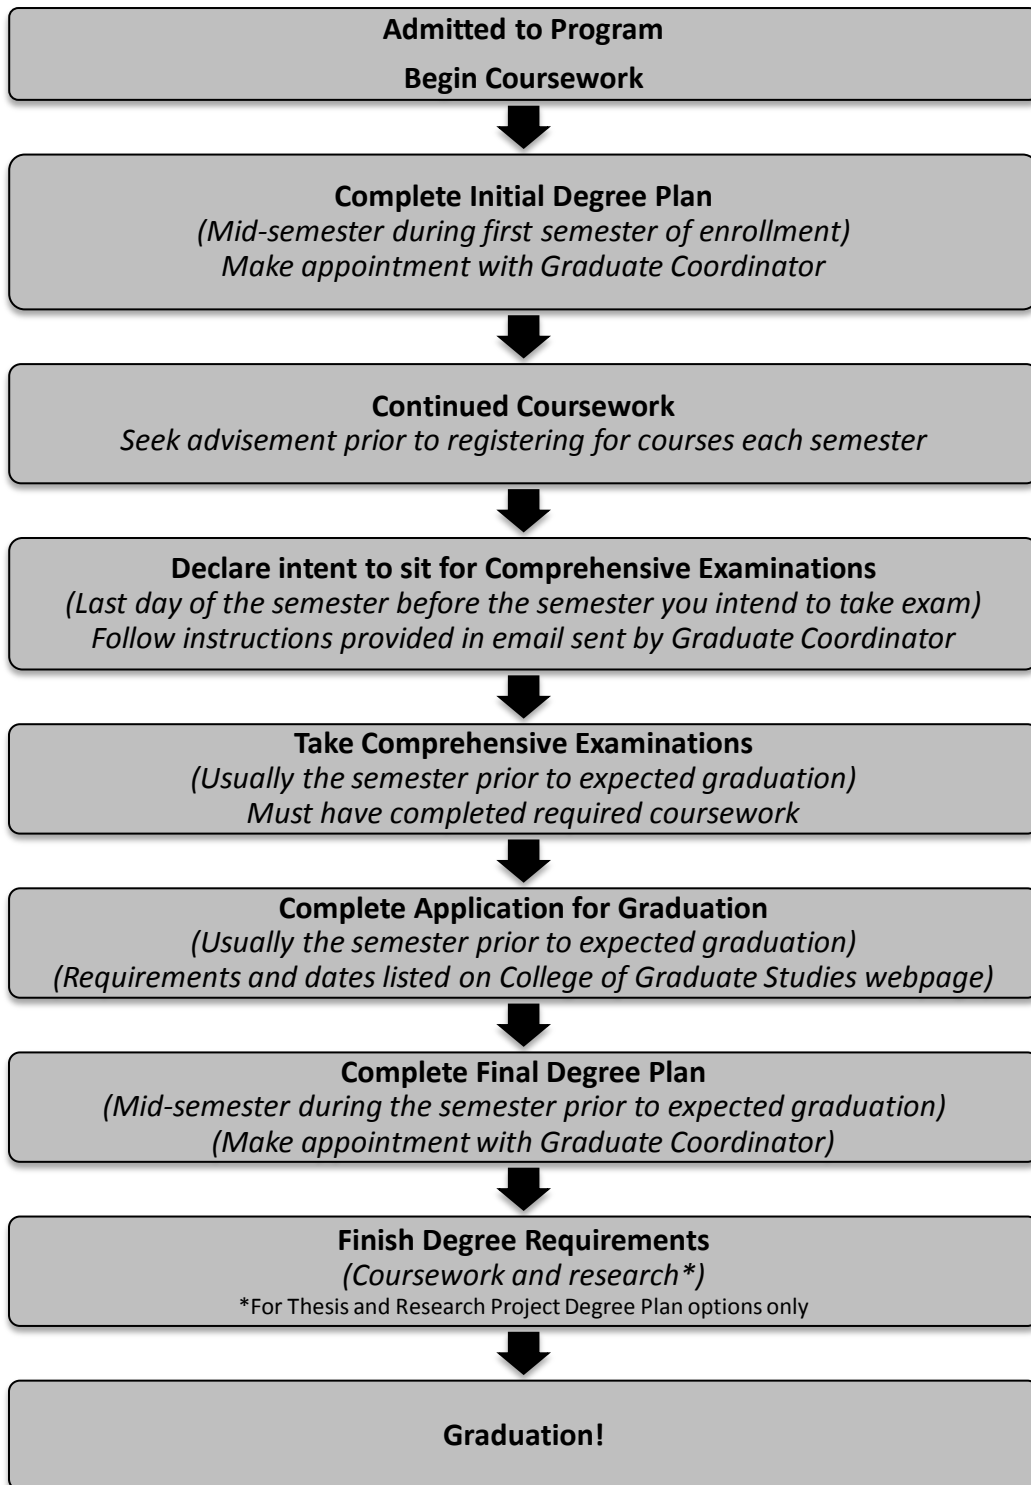 Admitted to Program
Begin Coursework
Complete Initial Degree Plan
(Mid-semester during first semester of enrollment)
Make appointment with Graduate Coordinator
Continued Coursework
Seek advisement prior to registering for courses each semester
Declare intent to sit for Comprehensive Examinations
(Last day of the semester before the semester you intend to take exam)
Follow instructions provided in email sent by Graduate Coordinator
Take Comprehensive Examinations
(Usually the semester prior to expected graduation)
Must have completed required coursework
Complete Application for Graduation
(Usually the semester prior to expected graduation)
(Requirements and dates listed on College of Graduate Studies webpage)
Complete Final Degree Plan
(Mid-semester during the semester prior to expected graduation)
(Make appointment with Graduate Coordinator)
Finish Degree Requirements
(Coursework and research*)
*For Thesis and Research Project Degree Plan options only
Graduation!